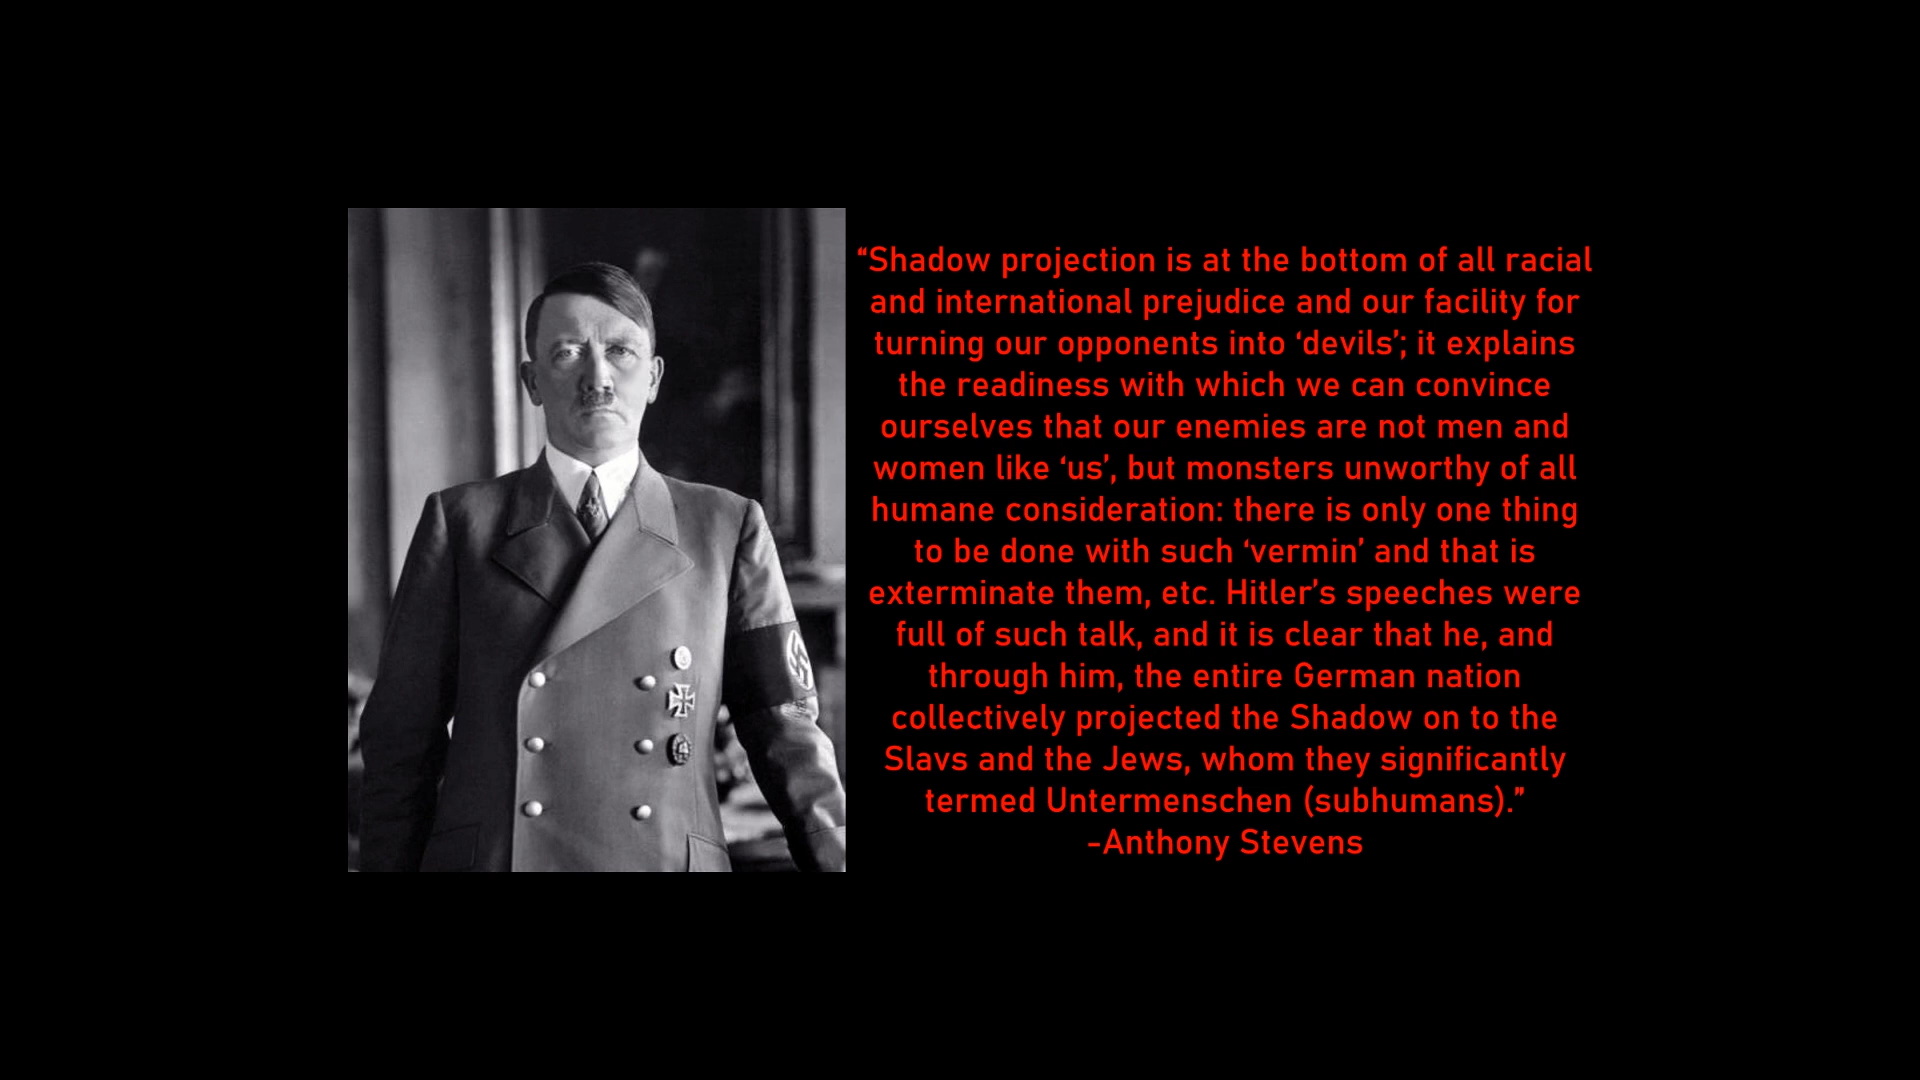 “Shadow projection is at the bottom of all racial
and international prejudice and our facility for
turning our opponents into ‘devils’; it explains
the readiness with which we can convince
ourselves that our enemies are not men and
women like ‘us’, but monsters unworthy of all
humane consideration: there is only one thing
to be done with such ‘vermin’ and that is
exterminate them, etc. Hitler’s speeches were
full of such talk, and it is clear that he, and
through him, the entire German nation
collectively projected the Shadow on to the
Slavs and the Jews, whom they significantly
termed Untermenschen (subhumans).”
-Anthony Stevens